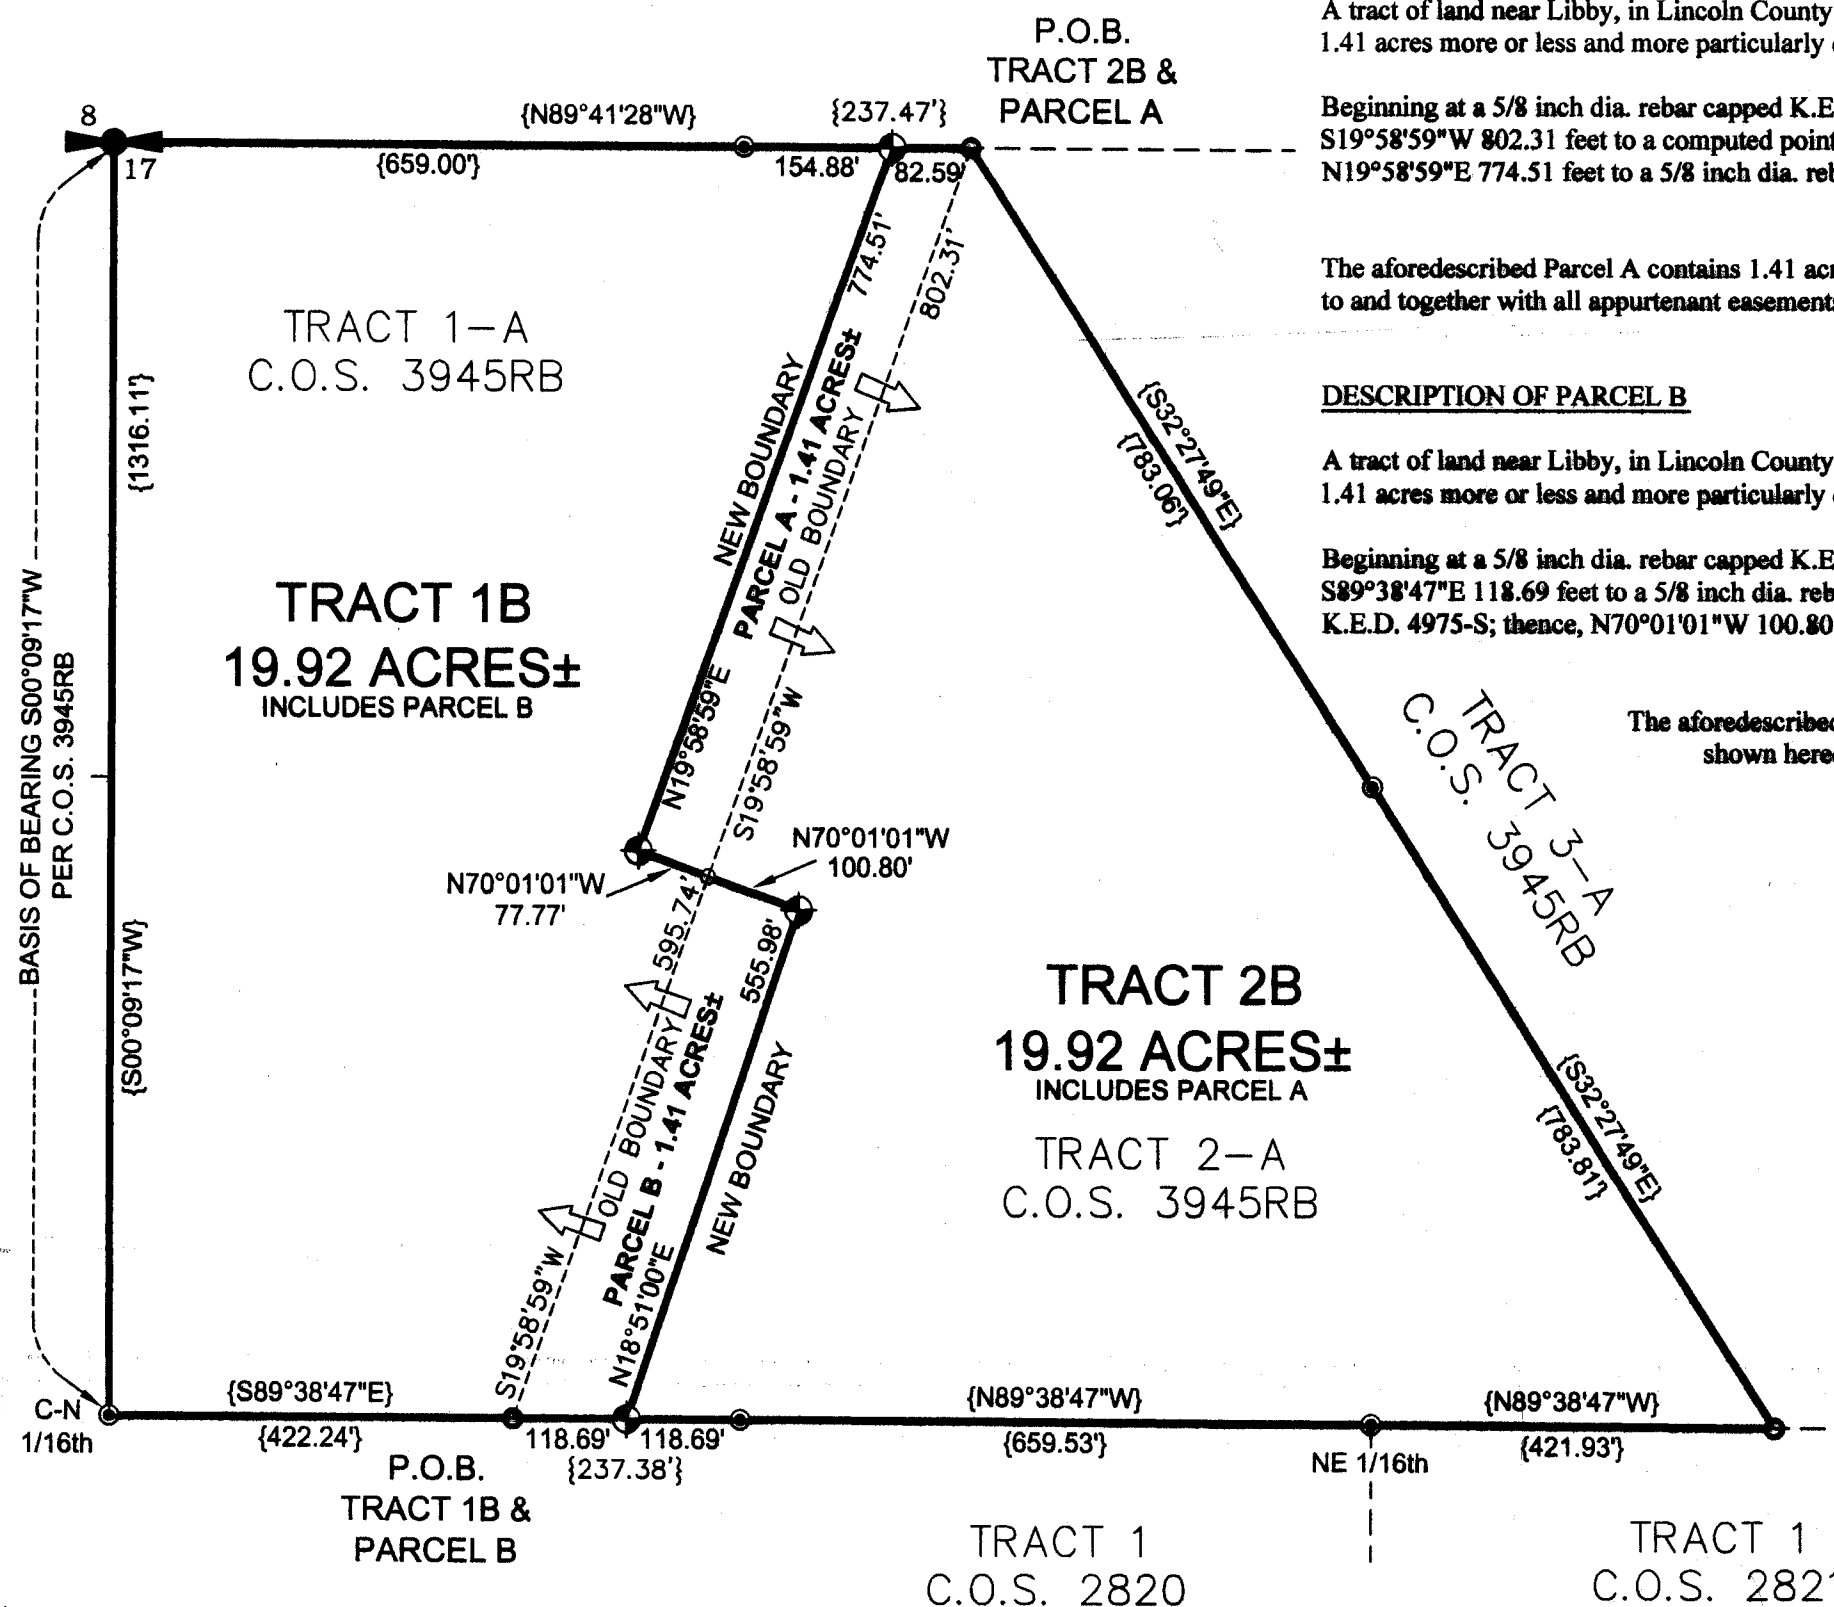 P.O.B.
TRACT 2B &
PARCEL A
8
17
{N89°41'28"W}
{237.47'}
{659.00'}
154.88'
82.59'
774.51'
802.31'
TRACT 1-A
C.O.S. 3945RB
{1316.11'}
NEW BOUNDARY
PARCEL A - 1.41 ACRES±
OLD BOUNDARY
{S32°27'49"E}
{783.06'}
TRACT 1B
19.92 ACRES±
INCLUDES PARCEL B
N19°58'59"E
S19°58'59"W
BASIS OF BEARING S00°09'17"W
PER C.O.S. 3945RB
N70°01'01"W
100.80'
N70°01'01"W
77.77'
TRACT 3-A
C.O.S. 3945RB
{S00°09'17"W}
595.74'
555.98'
TRACT 2B
19.92 ACRES±
INCLUDES PARCEL A
OLD BOUNDARY
PARCEL B - 1.41 ACRES±
NEW BOUNDARY
TRACT 2-A
C.O.S. 3945RB
{S32°27'49"E}
{783.81'}
S19°58'59"W
N18°51'00"E
C-N
1/16th
{S89°38'47"E}
{422.24'}
118.69'
118.69'
{237.38'}
{N89°38'47"W}
{659.53'}
NE 1/16th
{N89°38'47"W}
{421.93'}
P.O.B.
TRACT 1B &
PARCEL B
TRACT 1
C.O.S. 2820
TRACT 1
C.O.S. 2821
A tract of land near Libby, in Lincoln County
1.41 acres more or less and more particularly
Beginning at a 5/8 inch dia. rebar capped K.E
S19°58'59"W 802.31 feet to a computed point
N19°58'59"E 774.51 feet to a 5/8 inch dia. reb
The aforedescribed Parcel A contains 1.41 acr
to and together with all appurtenant easement
DESCRIPTION OF PARCEL B
A tract of land near Libby, in Lincoln County
1.41 acres more or less and more particularly
Beginning at a 5/8 inch dia. rebar capped K.E
S89°38'47"E 118.69 feet to a 5/8 inch dia. reb
K.E.D. 4975-S; thence, N70°01'01"W 100.80
The aforedescribed
shown here